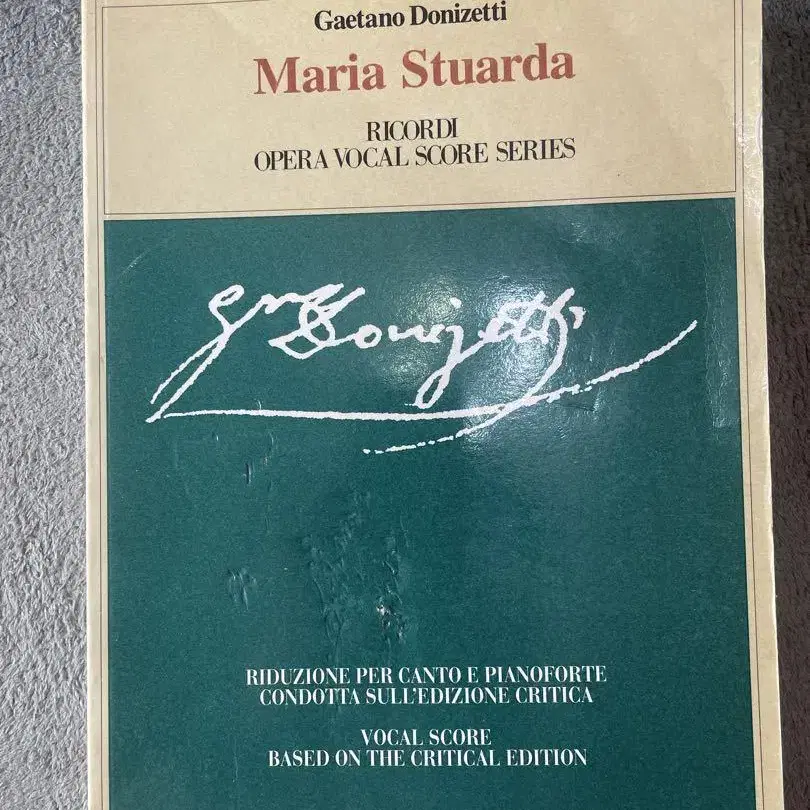 Gaetano Donizetti
Maria Stuarda
RICORDI
OPERA VOCAL SCORE SERIES
Donizetti
RIDUZIONE PER CANTO E PIANOFORTE
CONDOTTA SULL'EDIZIONE CRITICA
VOCAL SCORE
BASED ON THE CRITICAL EDITION